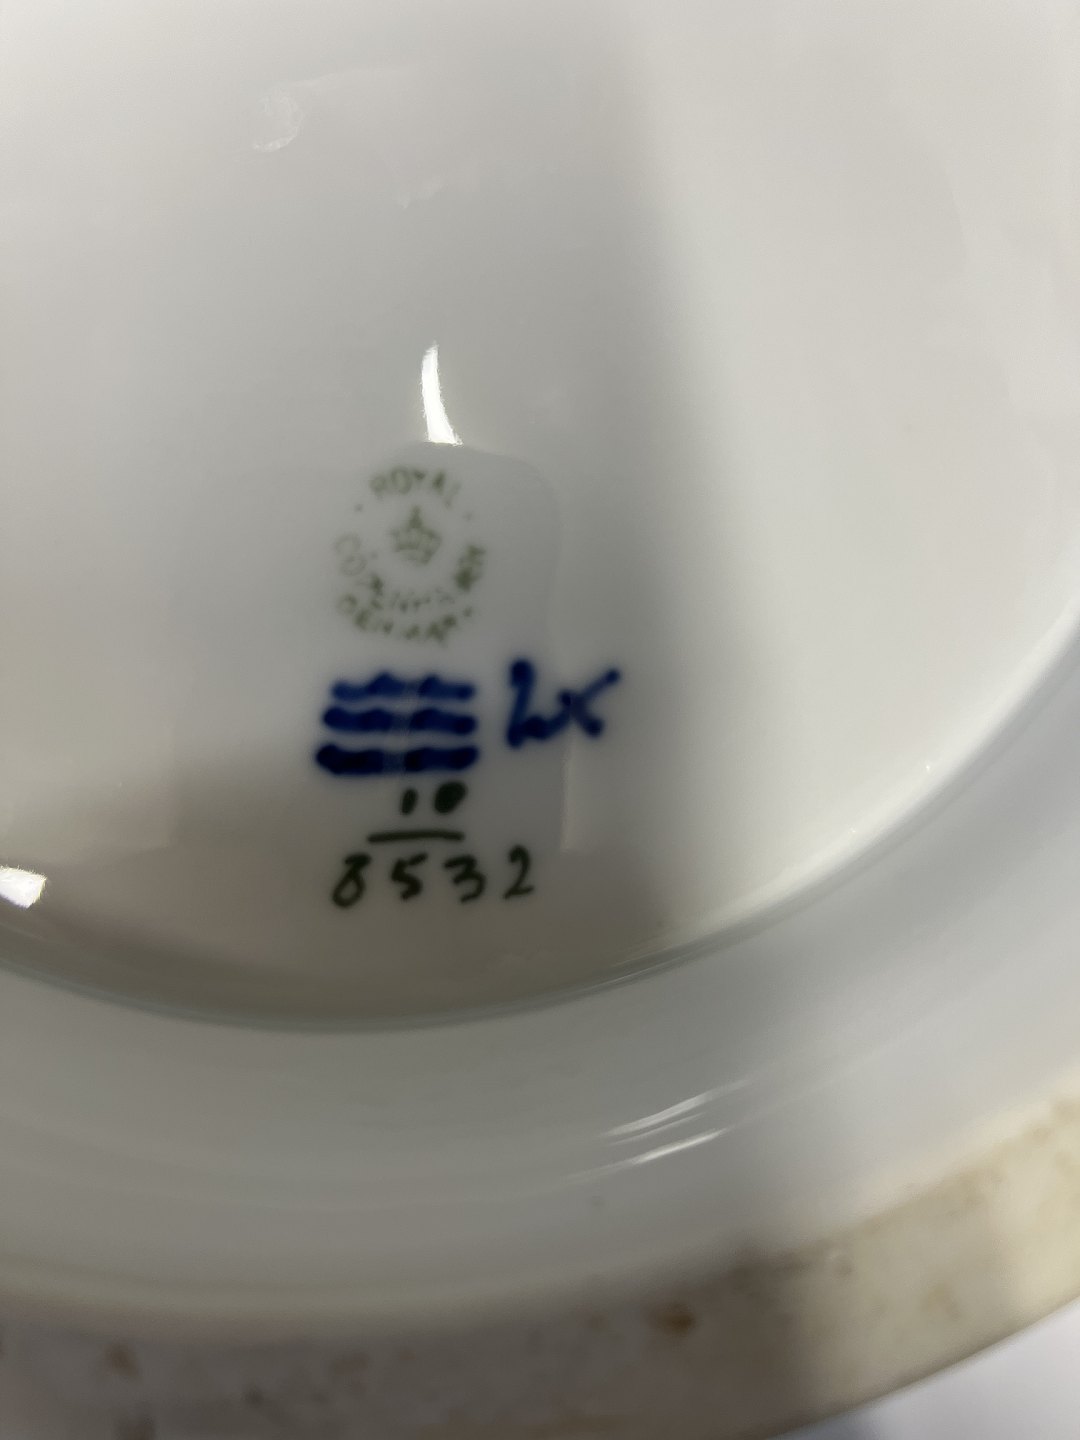 ROYAL
COPENHAGEN
DENMARK
10
8532